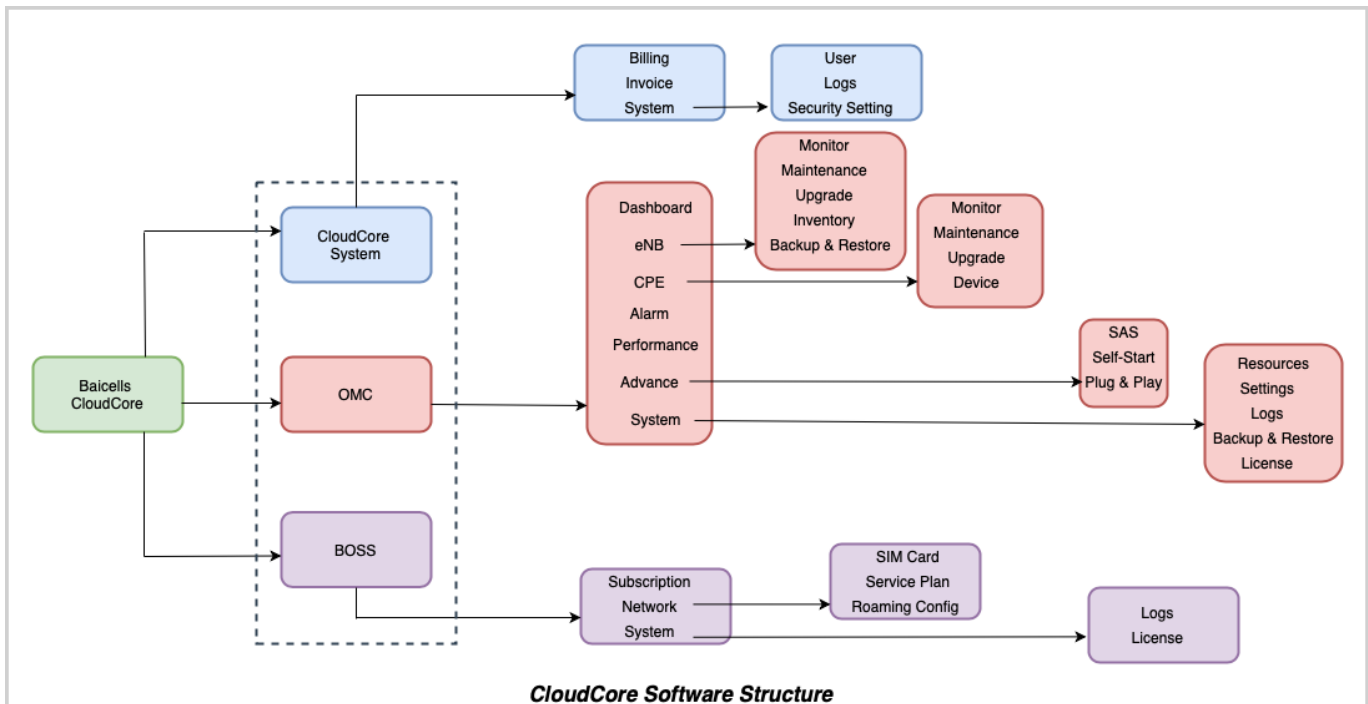 Billing
Invoice
System
User
Logs
Security Setting
CloudCore
System
Baicells
CloudCore
OMC
BOSS
Dashboard
eNB
CPE
Alarm
Performance
Advance
System
Monitor
Maintenance
Upgrade
Inventory
Backup & Restore
Monitor
Maintenance
Upgrade
Device
SAS
Self-Start
Plug & Play
Resources
Settings
Logs
Backup & Restore
License
Subscription
Network
System
SIM Card
Service Plan
Roaming Config
Logs
License
CloudCore Software Structure